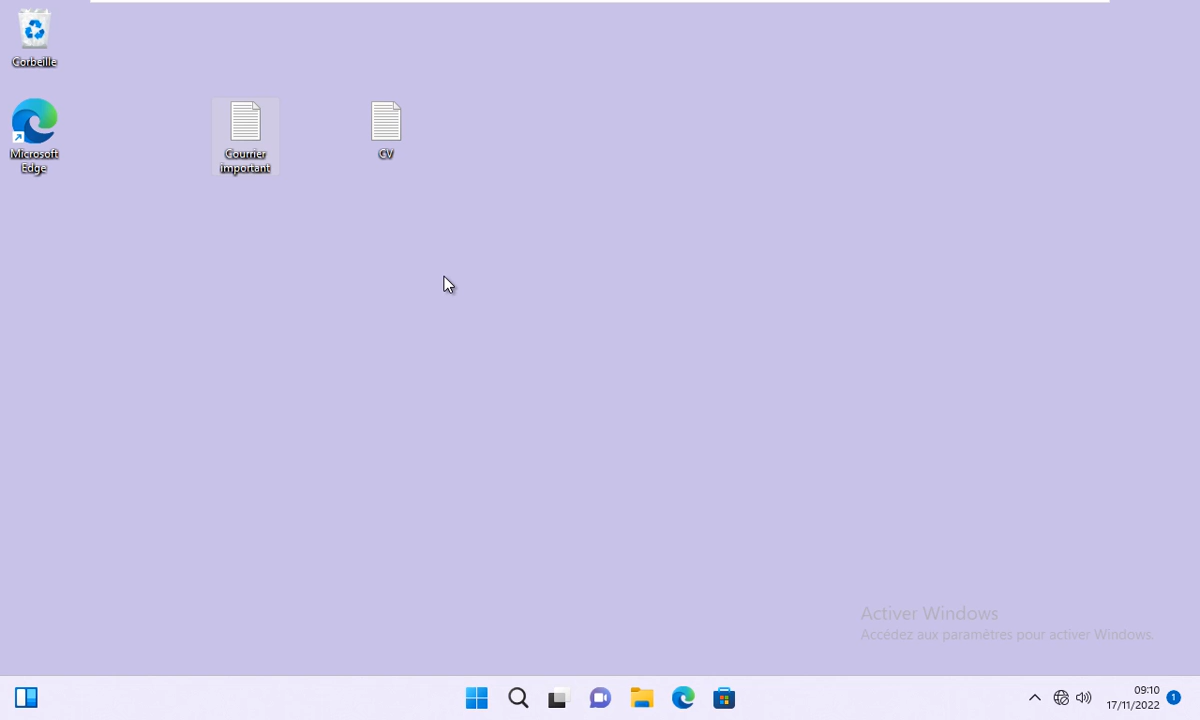 Corbeille
Microsoft
Edge
Courrier
important
CV
Activer Windows
Accédez aux paramètres pour activer Windows.
09:10
17/11/2022
1